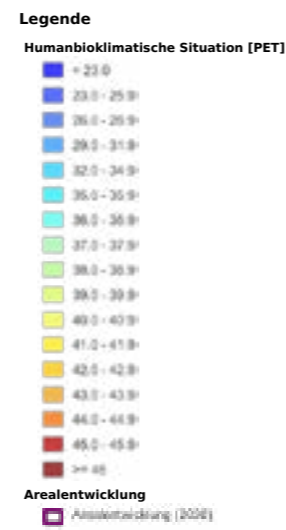 Legende
Humanbioklimatische Situation [PET]
< 23.0
23.0 - 25.9
26.0 - 28.9
29.0 - 31.9
32.0 - 34.9
35.0 - 35.9
36.0 - 36.9
37.0 - 37.9
38.0 - 38.9
39.0 - 39.9
40.0 - 40.9
41.0 - 41.9
42.0 - 42.9
43.0 - 43.9
44.0 - 44.9
45.0 - 45.9
>= 46
Arealentwicklung
Arealentwicklung (2030)